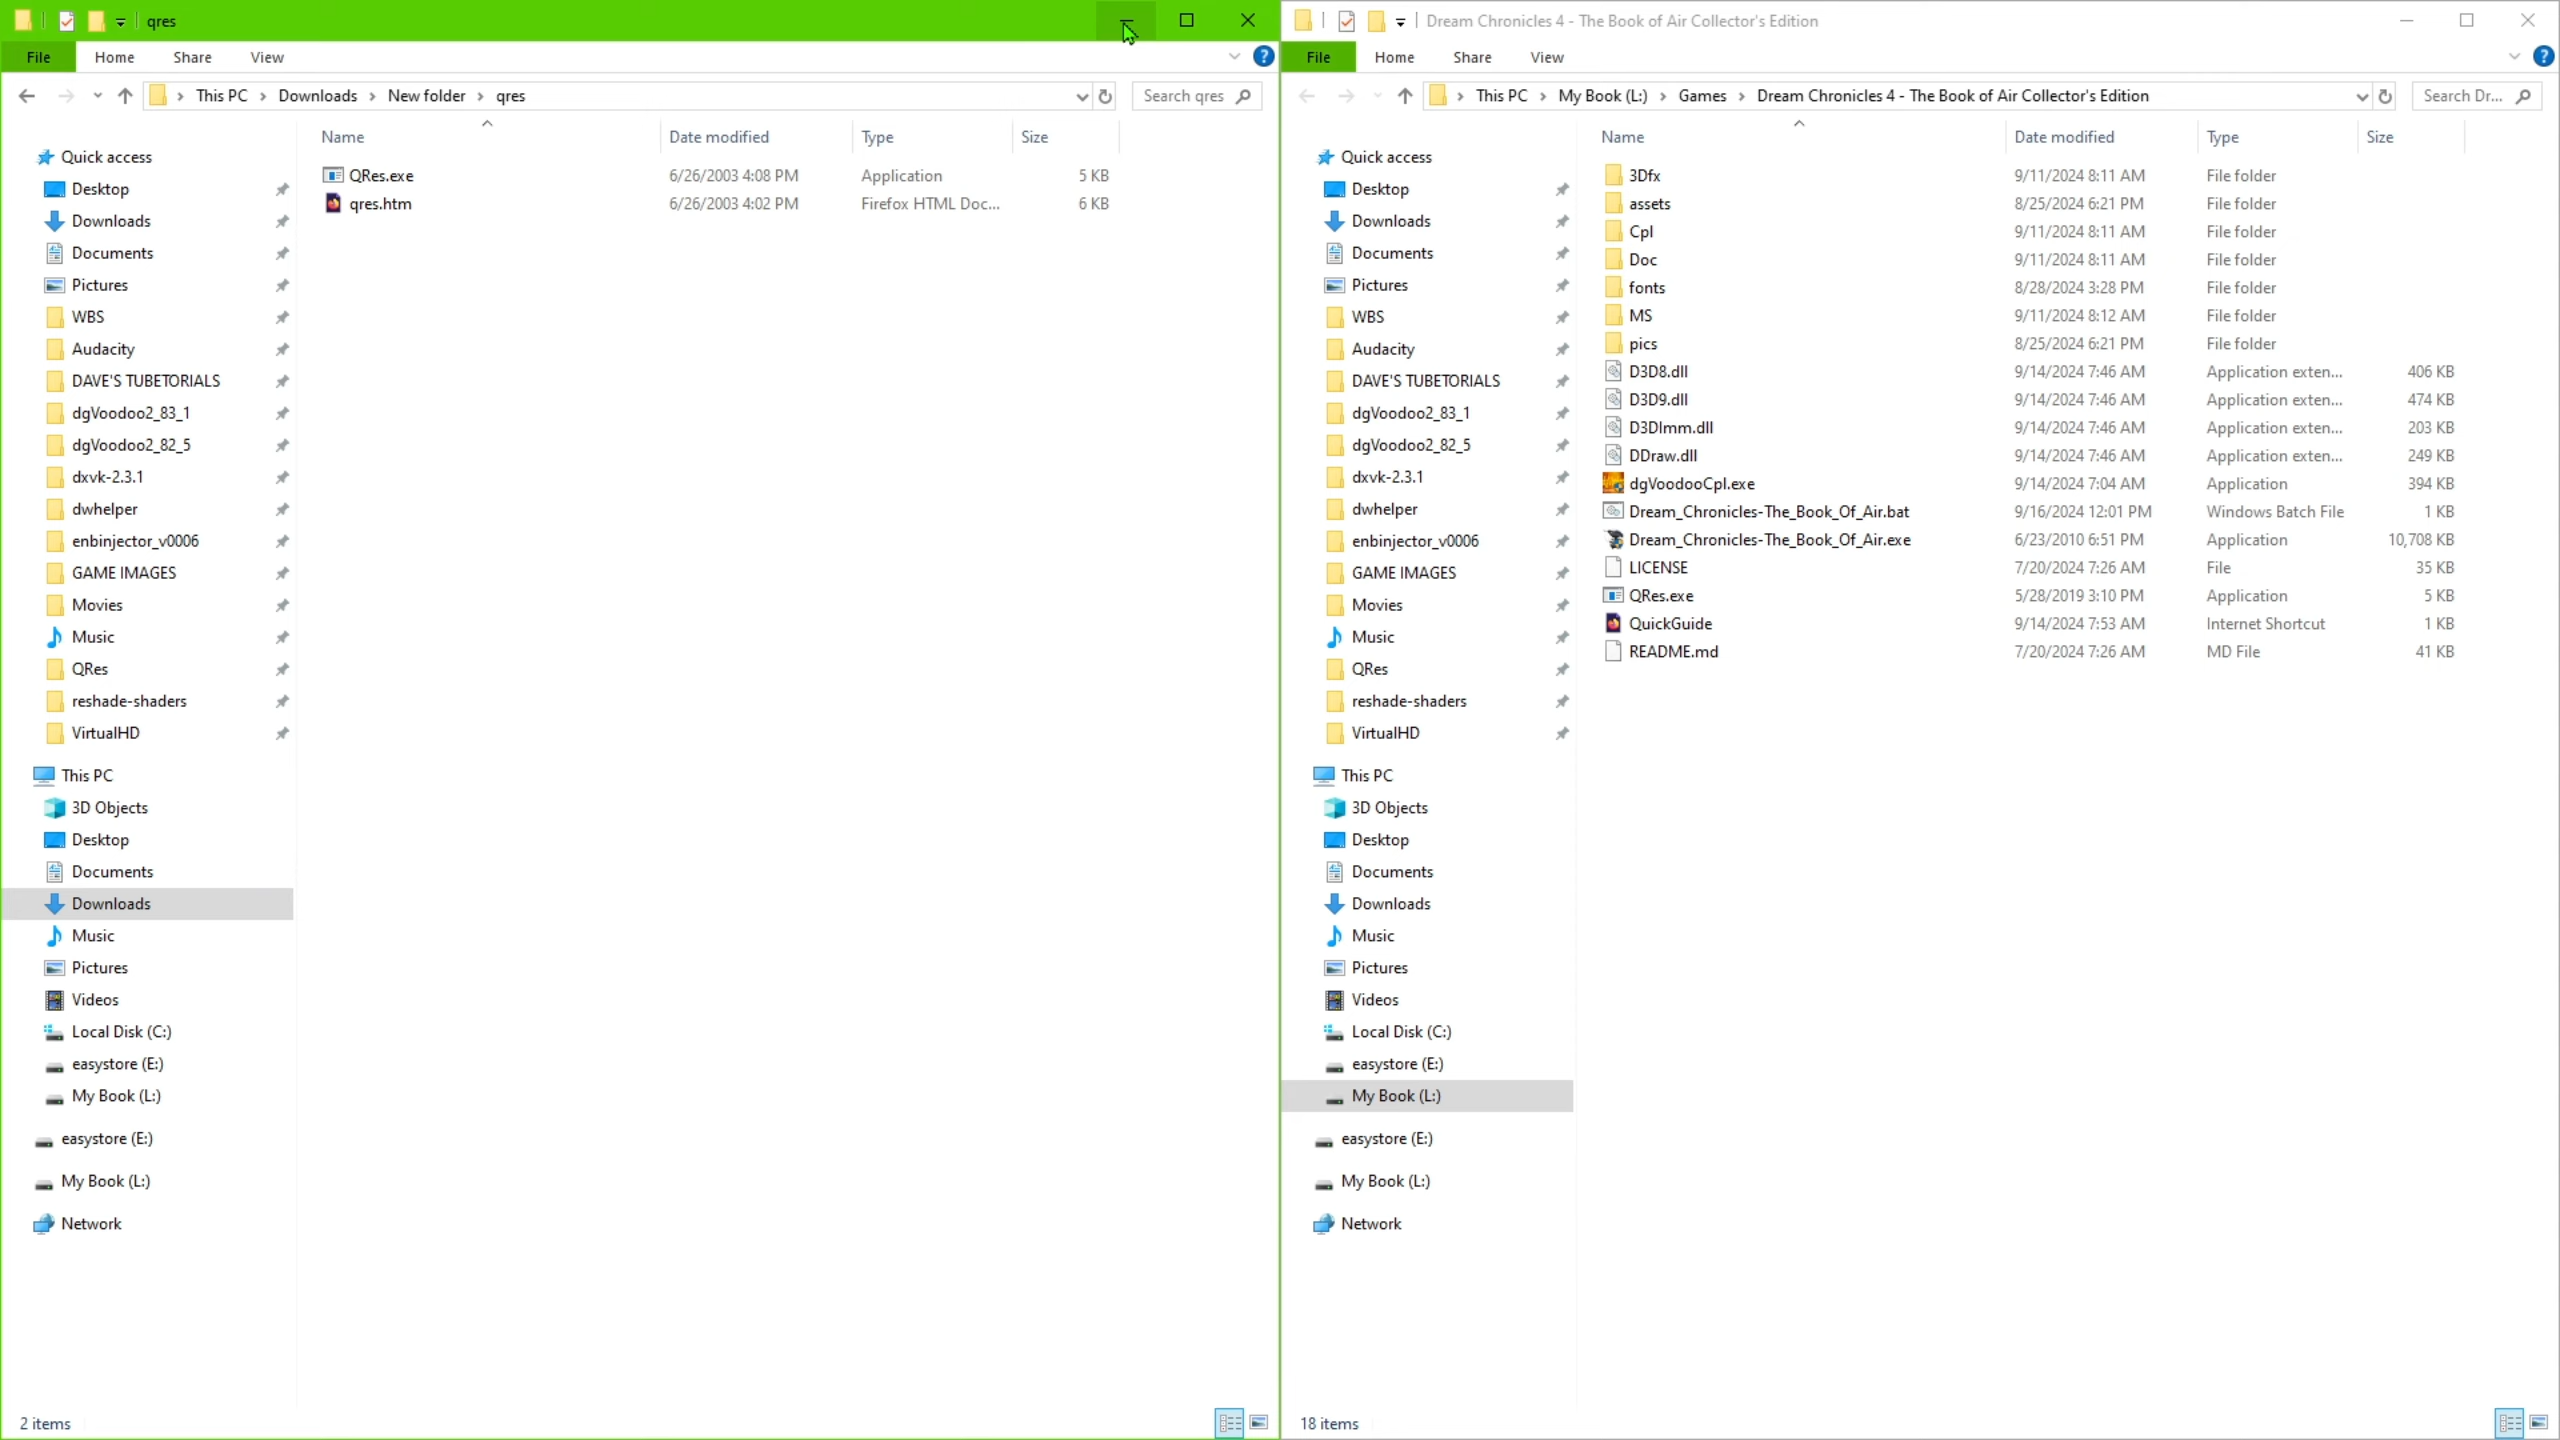 qres
File Home Share View
This PC Downloads New folder qres
Search qres
Name Date modified Type Size
QRes.exe 6/26/2003 4:08 PM Application 5 KB
qres.htm 6/26/2003 4:02 PM Firefox HTML Doc... 6 KB
Quick access
Desktop
Downloads
Documents
Pictures
WBS
Audacity
DAVE'S TUBETORIALS
dgVoodoo2_83_1
dgVoodoo2_82_5
dxvk-2.3.1
dwhelper
enbinjector_v0006
GAME IMAGES
Movies
Music
QRes
reshade-shaders
VirtualHD
This PC
3D Objects
Desktop
Documents
Downloads
Music
Pictures
Videos
Local Disk (C:)
easystore (E:)
My Book (L:)
easystore (E:)
My Book (L:)
Network
2 items
Dream Chronicles 4 - The Book of Air Collector's Edition
File Home Share View
This PC My Book (L:) Games Dream Chronicles 4 - The Book of Air Collector's Edition
Search Dr...
Name Date modified Type Size
3Dfx 9/11/2024 8:11 AM File folder
assets 8/25/2024 6:21 PM File folder
Cpl 9/11/2024 8:11 AM File folder
Doc 9/11/2024 8:11 AM File folder
fonts 8/28/2024 3:28 PM File folder
MS 9/11/2024 8:12 AM File folder
pics 8/25/2024 6:21 PM File folder
D3D8.dll 9/14/2024 7:46 AM Application exten... 406 KB
D3D9.dll 9/14/2024 7:46 AM Application exten... 474 KB
D3DImm.dll 9/14/2024 7:46 AM Application exten... 203 KB
DDraw.dll 9/14/2024 7:46 AM Application exten... 249 KB
dgVoodooCpl.exe 9/14/2024 7:04 AM Application 394 KB
Dream_Chronicles-The_Book_Of_Air.bat 9/16/2024 12:01 PM Windows Batch File 1 KB
Dream_Chronicles-The_Book_Of_Air.exe 6/23/2010 6:51 PM Application 10,708 KB
LICENSE 7/20/2024 7:26 AM File 35 KB
QRes.exe 5/28/2019 3:10 PM Application 5 KB
QuickGuide 9/14/2024 7:53 AM Internet Shortcut 1 KB
README.md 7/20/2024 7:26 AM MD File 41 KB
Quick access
Desktop
Downloads
Documents
Pictures
WBS
Audacity
DAVE'S TUBETORIALS
dgVoodoo2_83_1
dgVoodoo2_82_5
dxvk-2.3.1
dwhelper
enbinjector_v0006
GAME IMAGES
Movies
Music
QRes
reshade-shaders
VirtualHD
This PC
3D Objects
Desktop
Documents
Downloads
Music
Pictures
Videos
Local Disk (C:)
easystore (E:)
My Book (L:)
easystore (E:)
My Book (L:)
Network
18 items